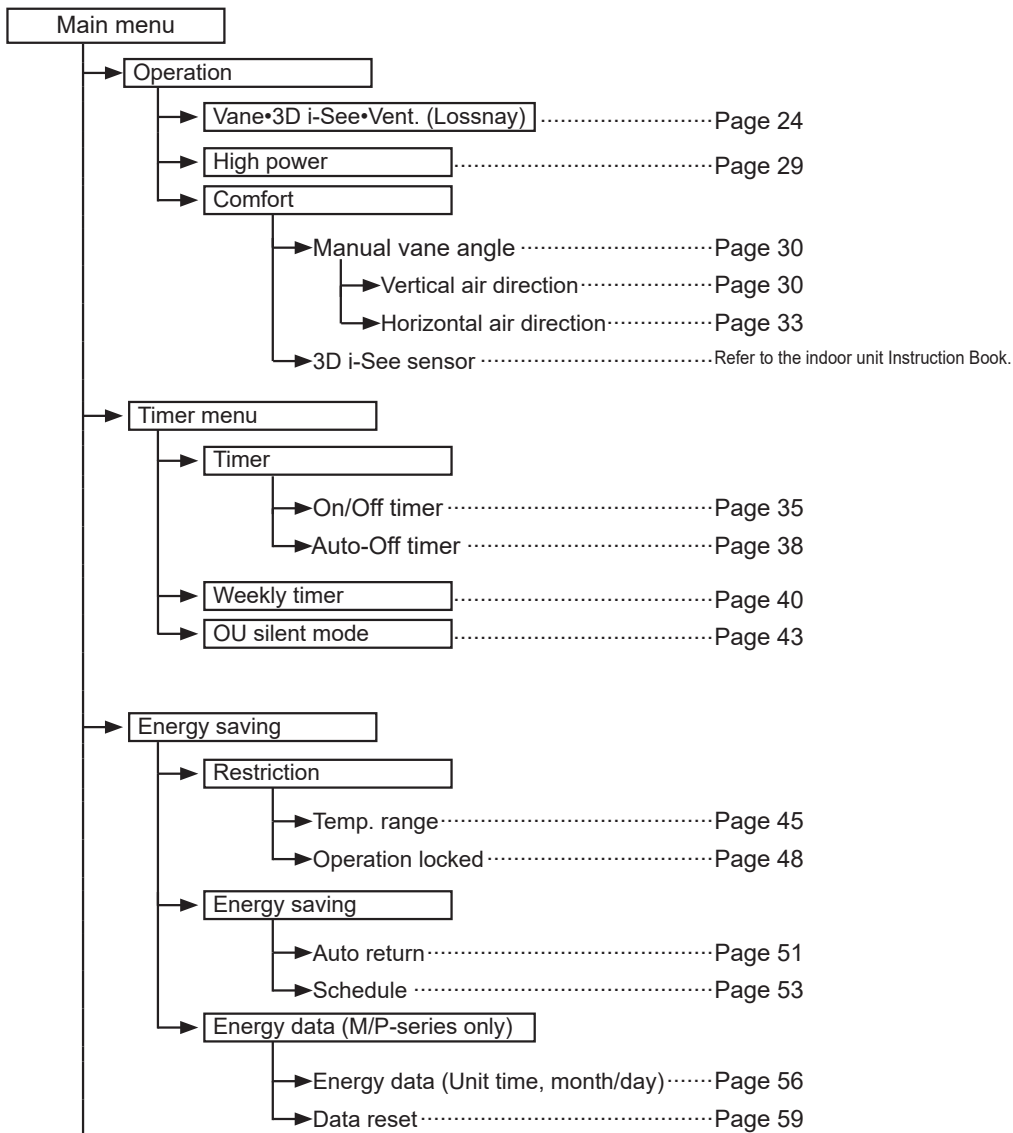 Main menu
Operation
Vane•3D i-See•Vent. (Lossnay) Page 24
High power Page 29
Comfort
Manual vane angle Page 30
Vertical air direction Page 30
Horizontal air direction Page 33
3D i-See sensor Refer to the indoor unit Instruction Book.
Timer menu
Timer
On/Off timer Page 35
Auto-Off timer Page 38
Weekly timer Page 40
OU silent mode Page 43
Energy saving
Restriction
Temp. range Page 45
Operation locked Page 48
Energy saving
Auto return Page 51
Schedule Page 53
Energy data (M/P-series only)
Energy data (Unit time, month/day) Page 56
Data reset Page 59